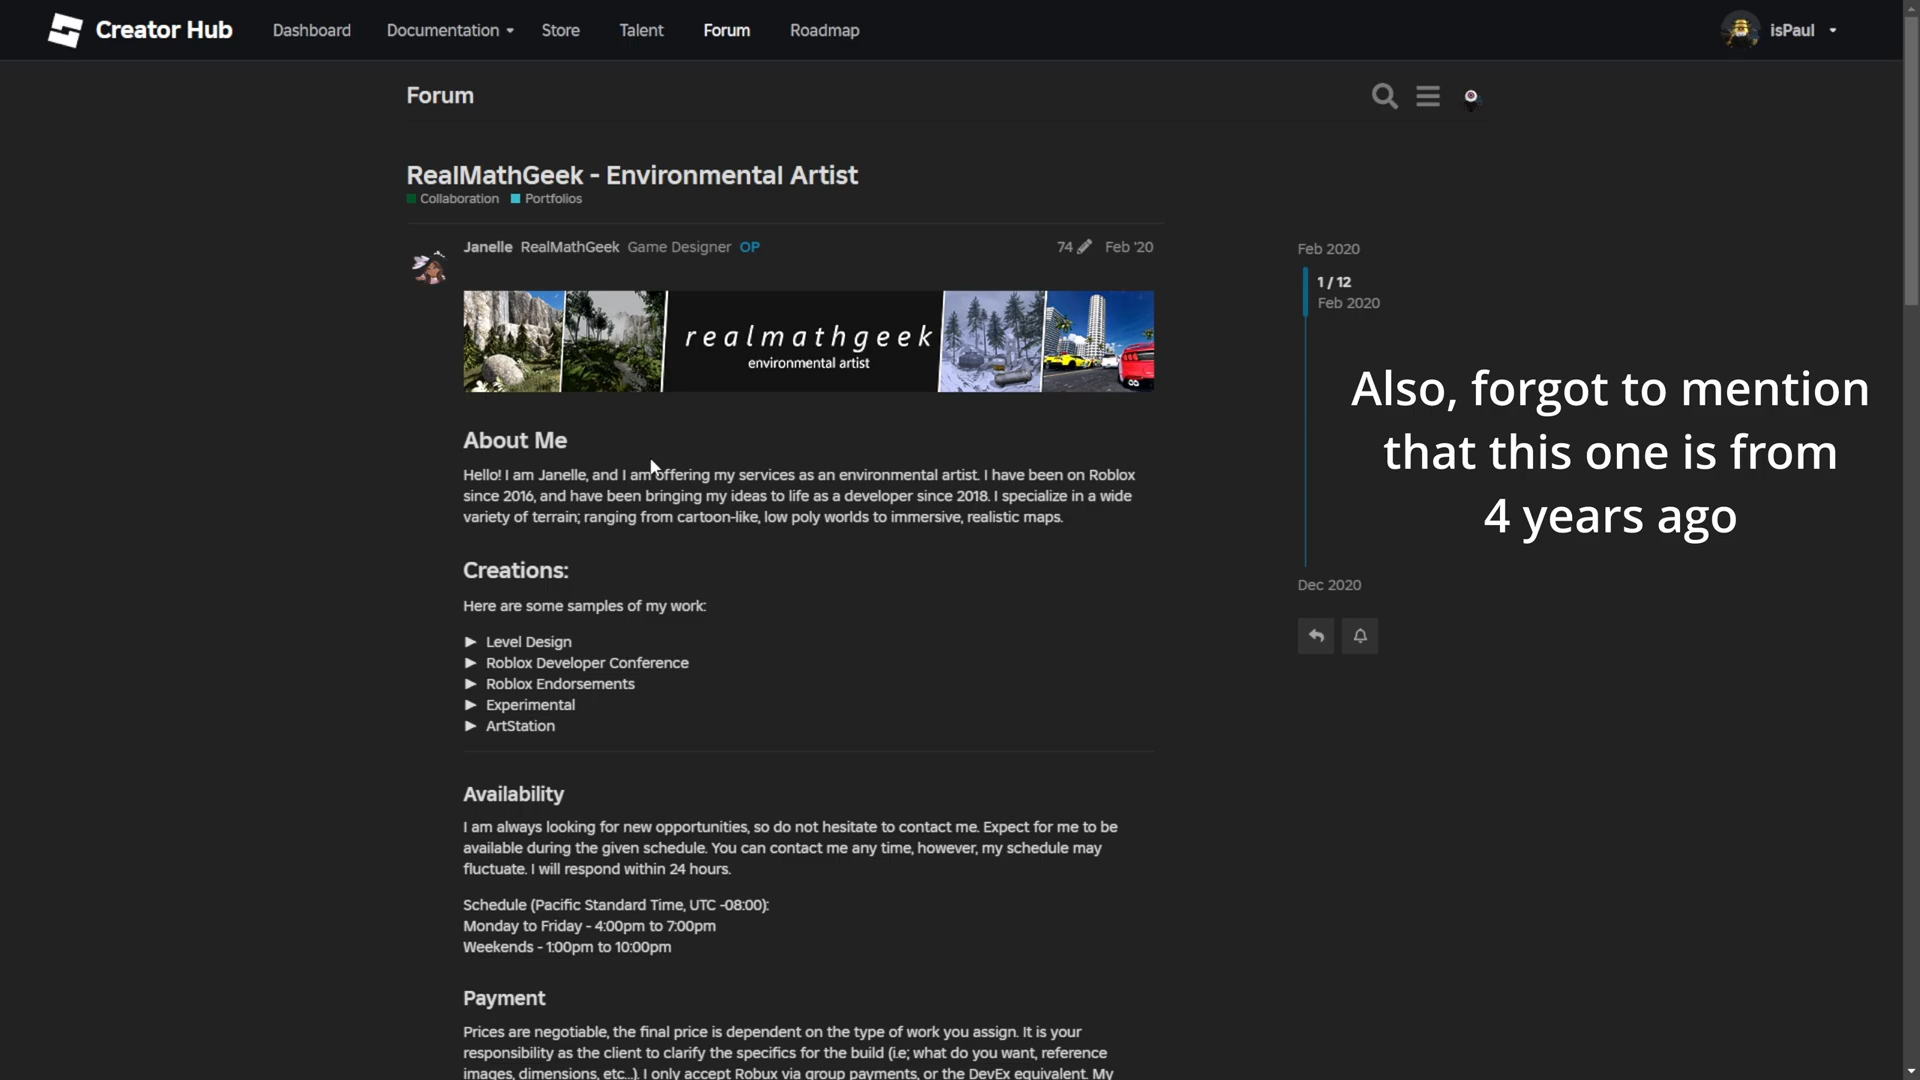 Creator Hub
Dashboard
Documentation
Store
Talent
Forum
Roadmap
isPaul
Forum
RealMathGeek - Environmental Artist
Collaboration Portfolios
Janelle RealMathGeek Game Designer OP
74
Feb '20
realmathgeek
environmental artist
About Me
Hello! I am Janelle, and I am offering my services as an environmental artist. I have been on Roblox
since 2016, and have been bringing my ideas to life as a developer since 2018. I specialize in a wide
variety of terrain; ranging from cartoon-like, low poly worlds to immersive, realistic maps.
Creations:
Here are some samples of my work:
► Level Design
► Roblox Developer Conference
► Roblox Endorsements
► Experimental
► ArtStation
Availability
I am always looking for new opportunities, so do not hesitate to contact me. Expect for me to be
available during the given schedule. You can contact me any time, however, my schedule may
fluctuate. I will respond within 24 hours.
Schedule (Pacific Standard Time, UTC -08:00):
Monday to Friday - 4:00pm to 7:00pm
Weekends - 1:00pm to 10:00pm
Payment
Prices are negotiable, the final price is dependent on the type of work you assign. It is your
responsibility as the client to clarify the specifics for the build (i.e; what do you want, reference
images, dimensions, etc...). I only accept Robux via group payments, or the DevEx equivalent. My
Feb 2020
1 / 12
Feb 2020
Dec 2020
Also, forgot to mention
that this one is from
4 years ago